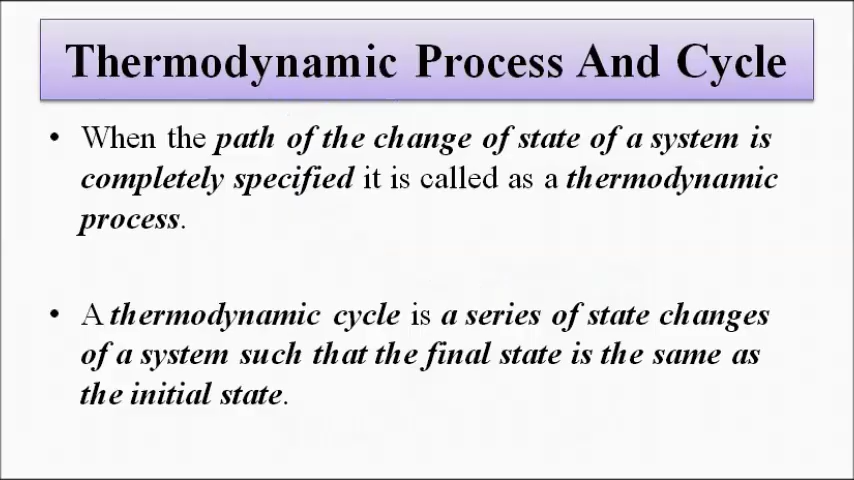 Thermodynamic Process And Cycle
• When the path of the change of state of a system is
completely specified it is called as a thermodynamic
process.
• A thermodynamic cycle is a series of state changes
of a system such that the final state is the same as
the initial state.